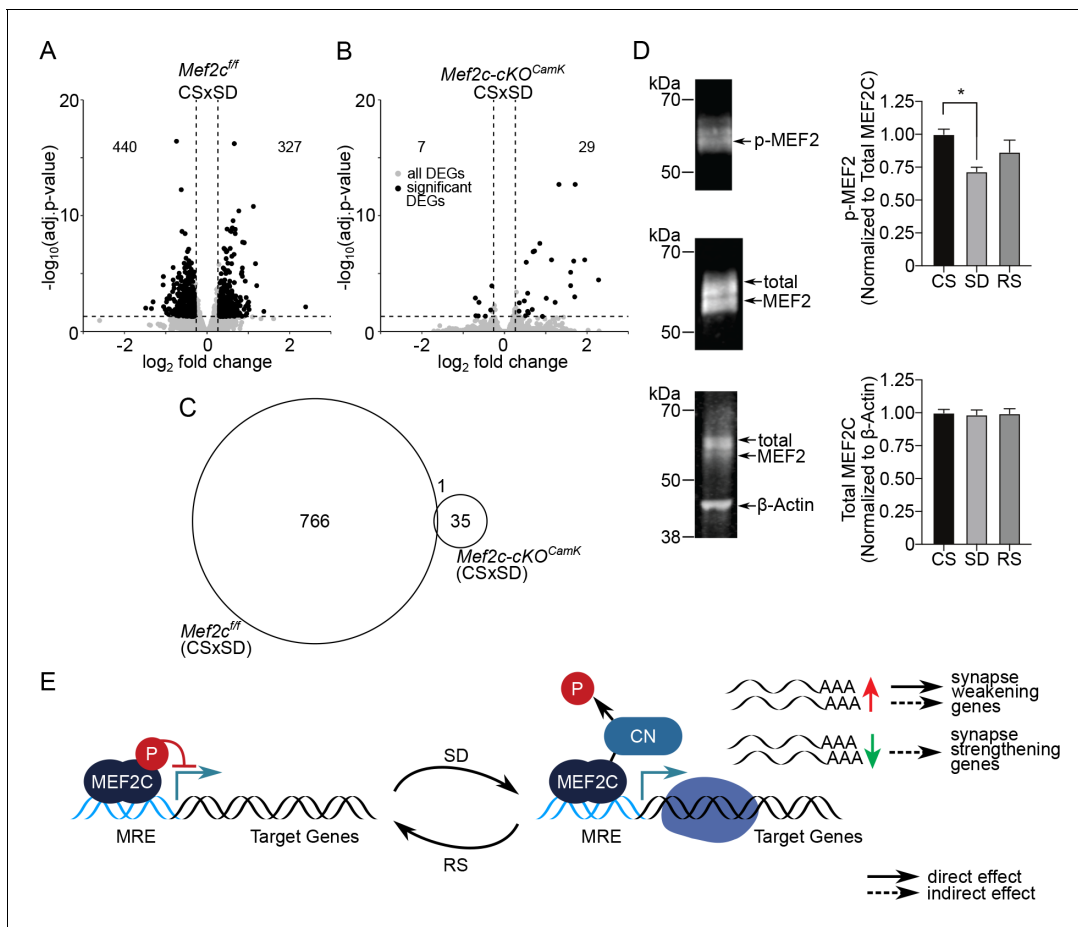 A
Mef2c^f/f
CSxSD
20
10
0
-log10(adj.p-value)
440
327
-2
0
2
log2 fold change
B
Mef2c-cKO^CamK
CSxSD
20
10
0
-log10(adj.p-value)
7
29
all DEGs
significant
DEGs
-2
0
2
log2 fold change
C
766
1
35
Mef2c-cKO^CamK
(CSxSD)
Mef2c^f/f
(CSxSD)
D
kDa
70
50
p-MEF2
kDa
70
50
total
MEF2
kDa
70
50
38
total
MEF2
β-Actin
p-MEF2
(Normalized to Total MEF2C)
1.25
1.00
0.75
0.50
0.25
0
*
CS SD RS
Total MEF2C
(Normalized to β-Actin)
1.25
1.00
0.75
0.50
0.25
0
CS SD RS
E
P
MEF2C
MRE
Target Genes
SD
RS
P
CN
MEF2C
MRE
Target Genes
AAA
AAA
synapse
weakening
genes
AAA
AAA
synapse
strengthening
genes
direct effect
indirect effect